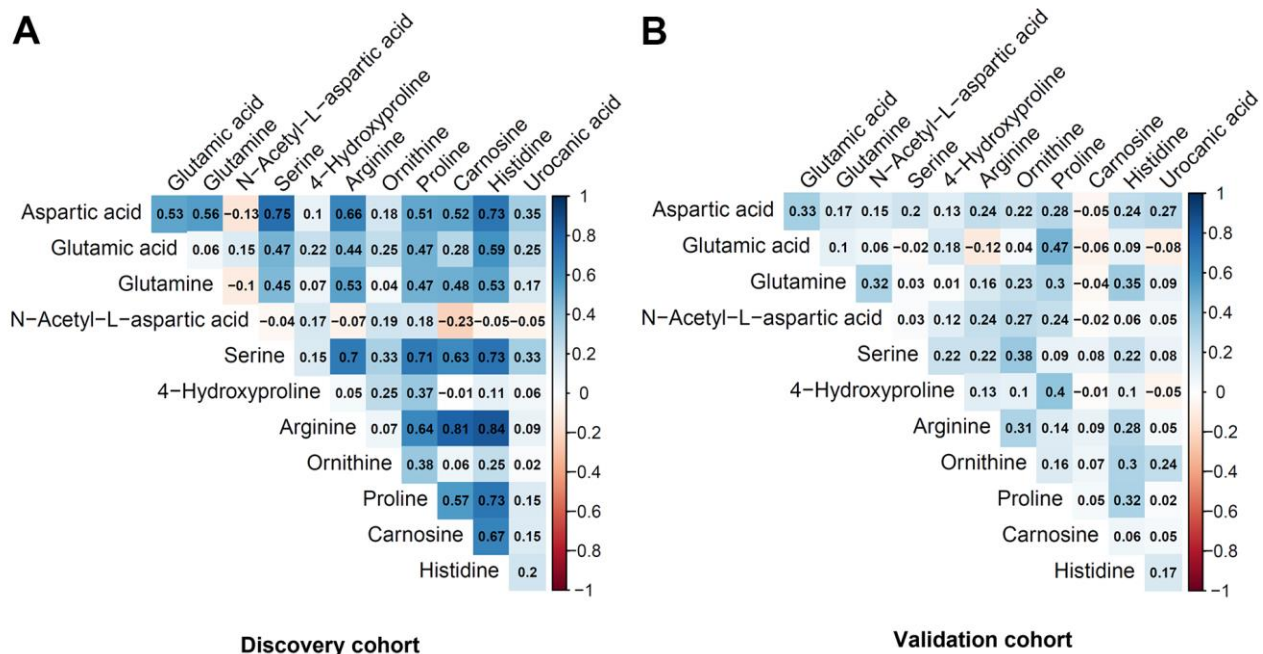 A
Glutamic acid
Glutamine
N−Acetyl−L−aspartic acid
Serine
4−Hydroxyproline
Arginine
Ornithine
Proline
Carnosine
Histidine
Urocanic acid
Aspartic acid 0.53 0.56 −0.13 0.75 0.1 0.66 0.18 0.51 0.52 0.73 0.35
Glutamic acid 0.06 0.15 0.47 0.22 0.44 0.25 0.47 0.28 0.59 0.25
Glutamine −0.1 0.45 0.07 0.53 0.04 0.47 0.48 0.53 0.17
N−Acetyl−L−aspartic acid −0.04 0.17 −0.07 0.19 0.18 −0.23 −0.05 −0.05
Serine 0.15 0.7 0.33 0.71 0.63 0.73 0.33
4−Hydroxyproline 0.05 0.25 0.37 −0.01 0.11 0.06
Arginine 0.07 0.64 0.81 0.84 0.09
Ornithine 0.38 0.06 0.25 0.02
Proline 0.57 0.73 0.15
Carnosine 0.67 0.15
Histidine 0.2
1
0.8
0.6
0.4
0.2
0
−0.2
−0.4
−0.6
−0.8
−1
Discovery cohort
B
Glutamic acid
Glutamine
N−Acetyl−L−aspartic acid
Serine
4−Hydroxyproline
Arginine
Ornithine
Proline
Carnosine
Histidine
Urocanic acid
Aspartic acid 0.33 0.17 0.15 0.2 0.13 0.24 0.22 0.28 −0.05 0.24 0.27
Glutamic acid 0.1 0.06 −0.02 0.18 −0.12 0.04 0.47 −0.06 0.09 −0.08
Glutamine 0.32 0.03 0.01 0.16 0.23 0.3 −0.04 0.35 0.09
N−Acetyl−L−aspartic acid 0.03 0.12 0.24 0.27 0.24 −0.02 0.06 0.05
Serine 0.22 0.22 0.38 0.09 0.08 0.22 0.08
4−Hydroxyproline 0.13 0.1 0.4 −0.01 0.1 −0.05
Arginine 0.31 0.14 0.09 0.28 0.05
Ornithine 0.16 0.07 0.3 0.24
Proline 0.05 0.32 0.02
Carnosine 0.06 0.05
Histidine 0.17
1
0.8
0.6
0.4
0.2
0
−0.2
−0.4
−0.6
−0.8
−1
Validation cohort